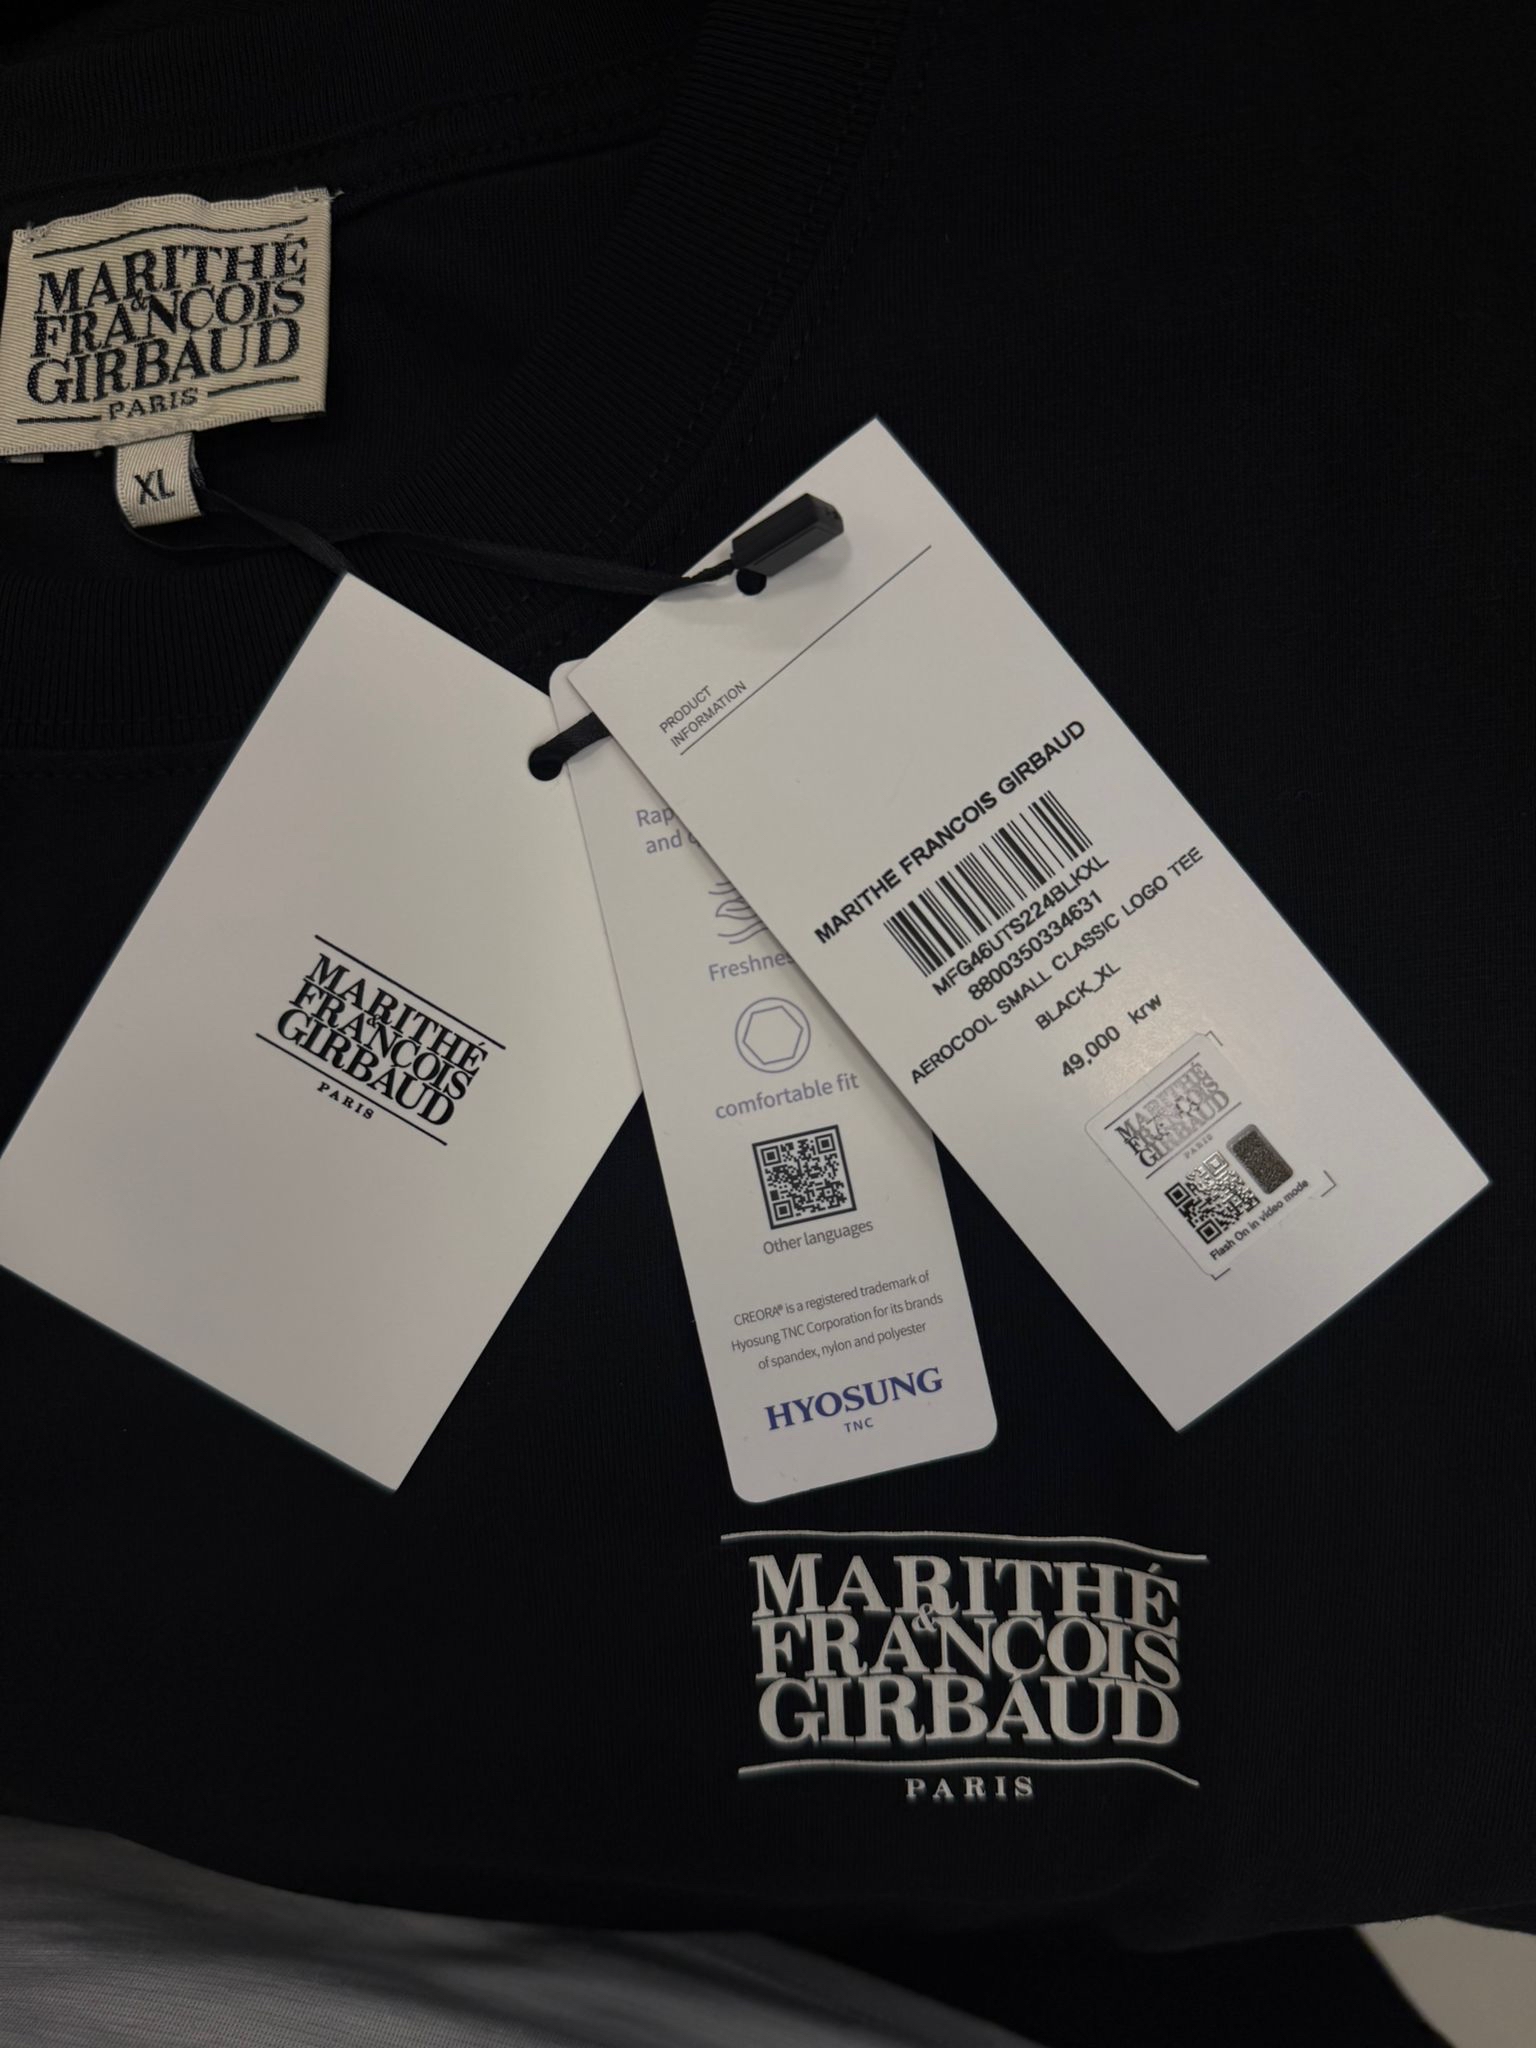 MARITHÉ
&
FRANCOIS
GIRBAUD
PARIS
XL
MARITHÉ
&
FRANÇOIS
GIRBAUD
PARIS
and
Freshness
comfortable fit
Other languages
CREORA® is a registered trademark of
Hyosung TNC Corporation for its brands
of spandex, nylon and polyester
HYOSUNG
TNC
PRODUCT
INFORMATION
MARITHE FRANCOIS GIRBAUD
MFG46UTS224BLKXL
8800350334631
AEROCOOL SMALL CLASSIC LOGO TEE
BLACK_XL
49,000 krw
MARITHÉ
FRANÇOIS
GIRBAUD
PARIS
Flash On in video mode
MARITHÉ
&
FRANÇOIS
GIRBAUD
PARIS